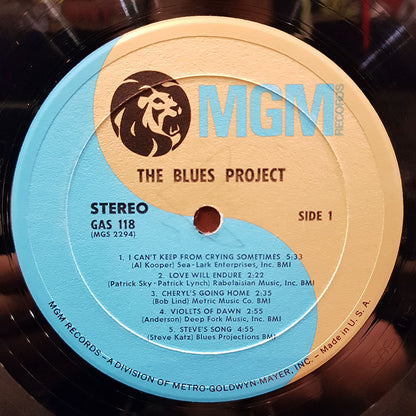 MGM
RECORDS
THE BLUES PROJECT
STEREO
GAS 118
(MGS 2294)
SIDE 1
1. I CAN'T KEEP FROM CRYING SOMETIMES 5:33
(Al Kooper) Sea-Lark Enterprises, Inc. BMI
2. LOVE WILL ENDURE 2:22
(Patrick Sky-Patrick Lynch) Rabelaisian Music, Inc. BMI
3. CHERYL'S GOING HOME 2:35
(Bob Lind) Metric Music Co. BMI
4. VIOLETS OF DAWN 2:55
(Anderson) Deep Fork Music, Inc. BMI
5. STEVE'S SONG 4:55
(Steve Katz) Blues Projections BMI
MGM RECORDS – A DIVISION OF METRO-GOLDWYN-MAYER, INC. – Made in U.S.A.